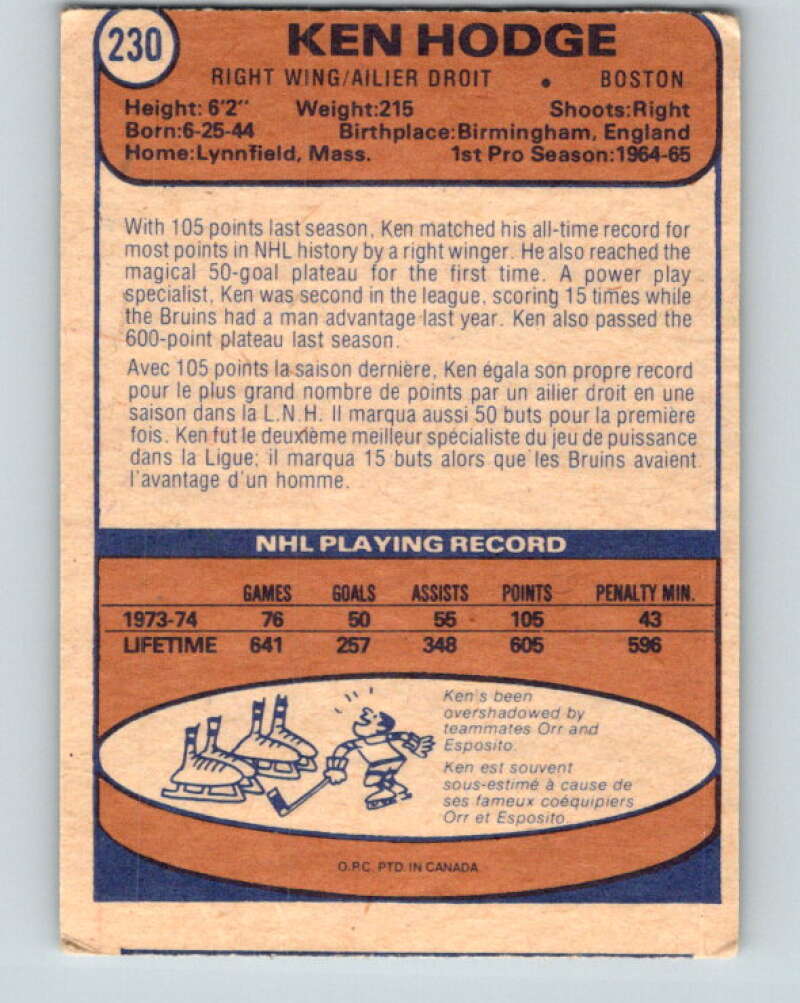 230
KEN HODGE
RIGHT WING/AILIER DROIT • BOSTON
Height: 6'2" Weight:215 Shoots:Right
Born:6-25-44 Birthplace:Birmingham, England
Home:Lynnfield, Mass. 1st Pro Season:1964-65
With 105 points last season, Ken matched his all-time record for
most points in NHL history by a right winger. He also reached the
magical 50-goal plateau for the first time. A power play
specialist, Ken was second in the league, scoring 15 times while
the Bruins had a man advantage last year. Ken also passed the
600-point plateau last season.
Avec 105 points la saison dernière, Ken égala son propre record
pour le plus grand nombre de points par un ailier droit en une
saison dans la L.N.H. Il marqua aussi 50 buts pour la première
fois. Ken fut le deuxième meilleur spécialiste du jeu de puissance
dans la Ligue; il marqua 15 buts alors que les Bruins avaient
l'avantage d'un homme.
NHL PLAYING RECORD
GAMES GOALS ASSISTS POINTS PENALTY MIN.
1973-74 76 50 55 105 43
LIFETIME 641 257 348 605 596
Ken's been
overshadowed by
teammates Orr and
Esposito.
Ken est souvent
sous-estimé à cause de
ses fameux coéquipiers
Orr et Esposito.
O.P.C. PTD. IN CANADA